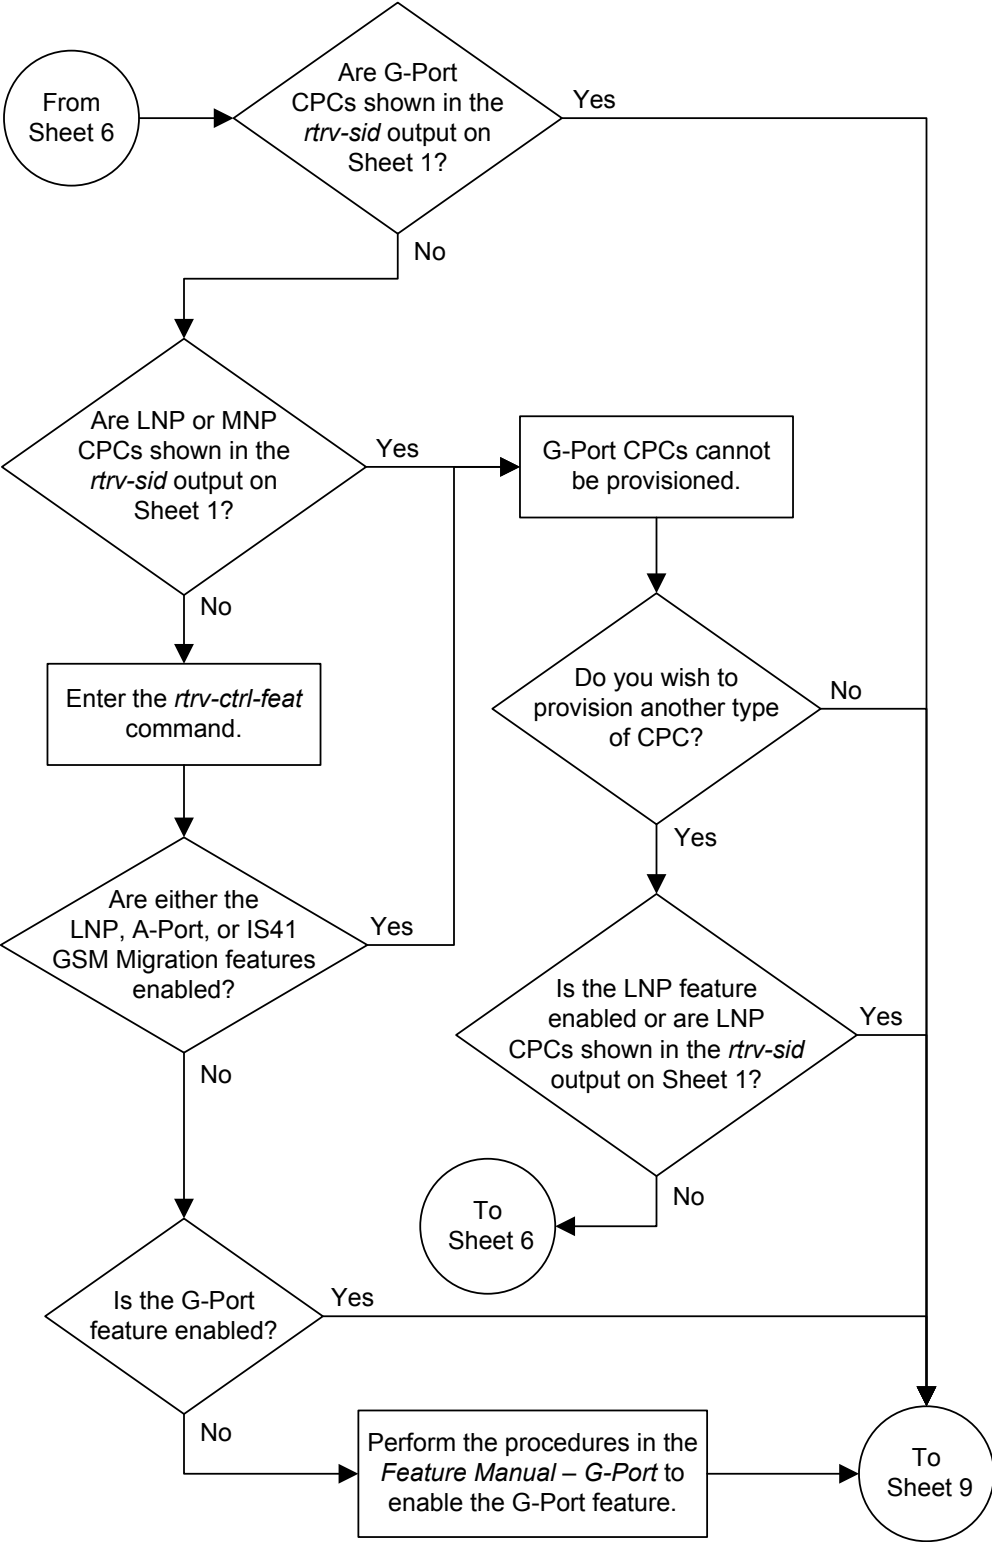 From
Sheet 6
Are G-Port
CPCs shown in the
rtrv-sid output on
Sheet 1?
Yes
No
Are LNP or MNP
CPCs shown in the
rtrv-sid output on
Sheet 1?
Yes
No
G-Port CPCs cannot
be provisioned.
Enter the rtrv-ctrl-feat
command.
Do you wish to
provision another type
of CPC?
No
Yes
Are either the
LNP, A-Port, or IS41
GSM Migration features
enabled?
Yes
No
Is the LNP feature
enabled or are LNP
CPCs shown in the rtrv-sid
output on Sheet 1?
Yes
No
To
Sheet 6
Is the G-Port
feature enabled?
Yes
No
Perform the procedures in the
Feature Manual – G-Port to
enable the G-Port feature.
To
Sheet 9